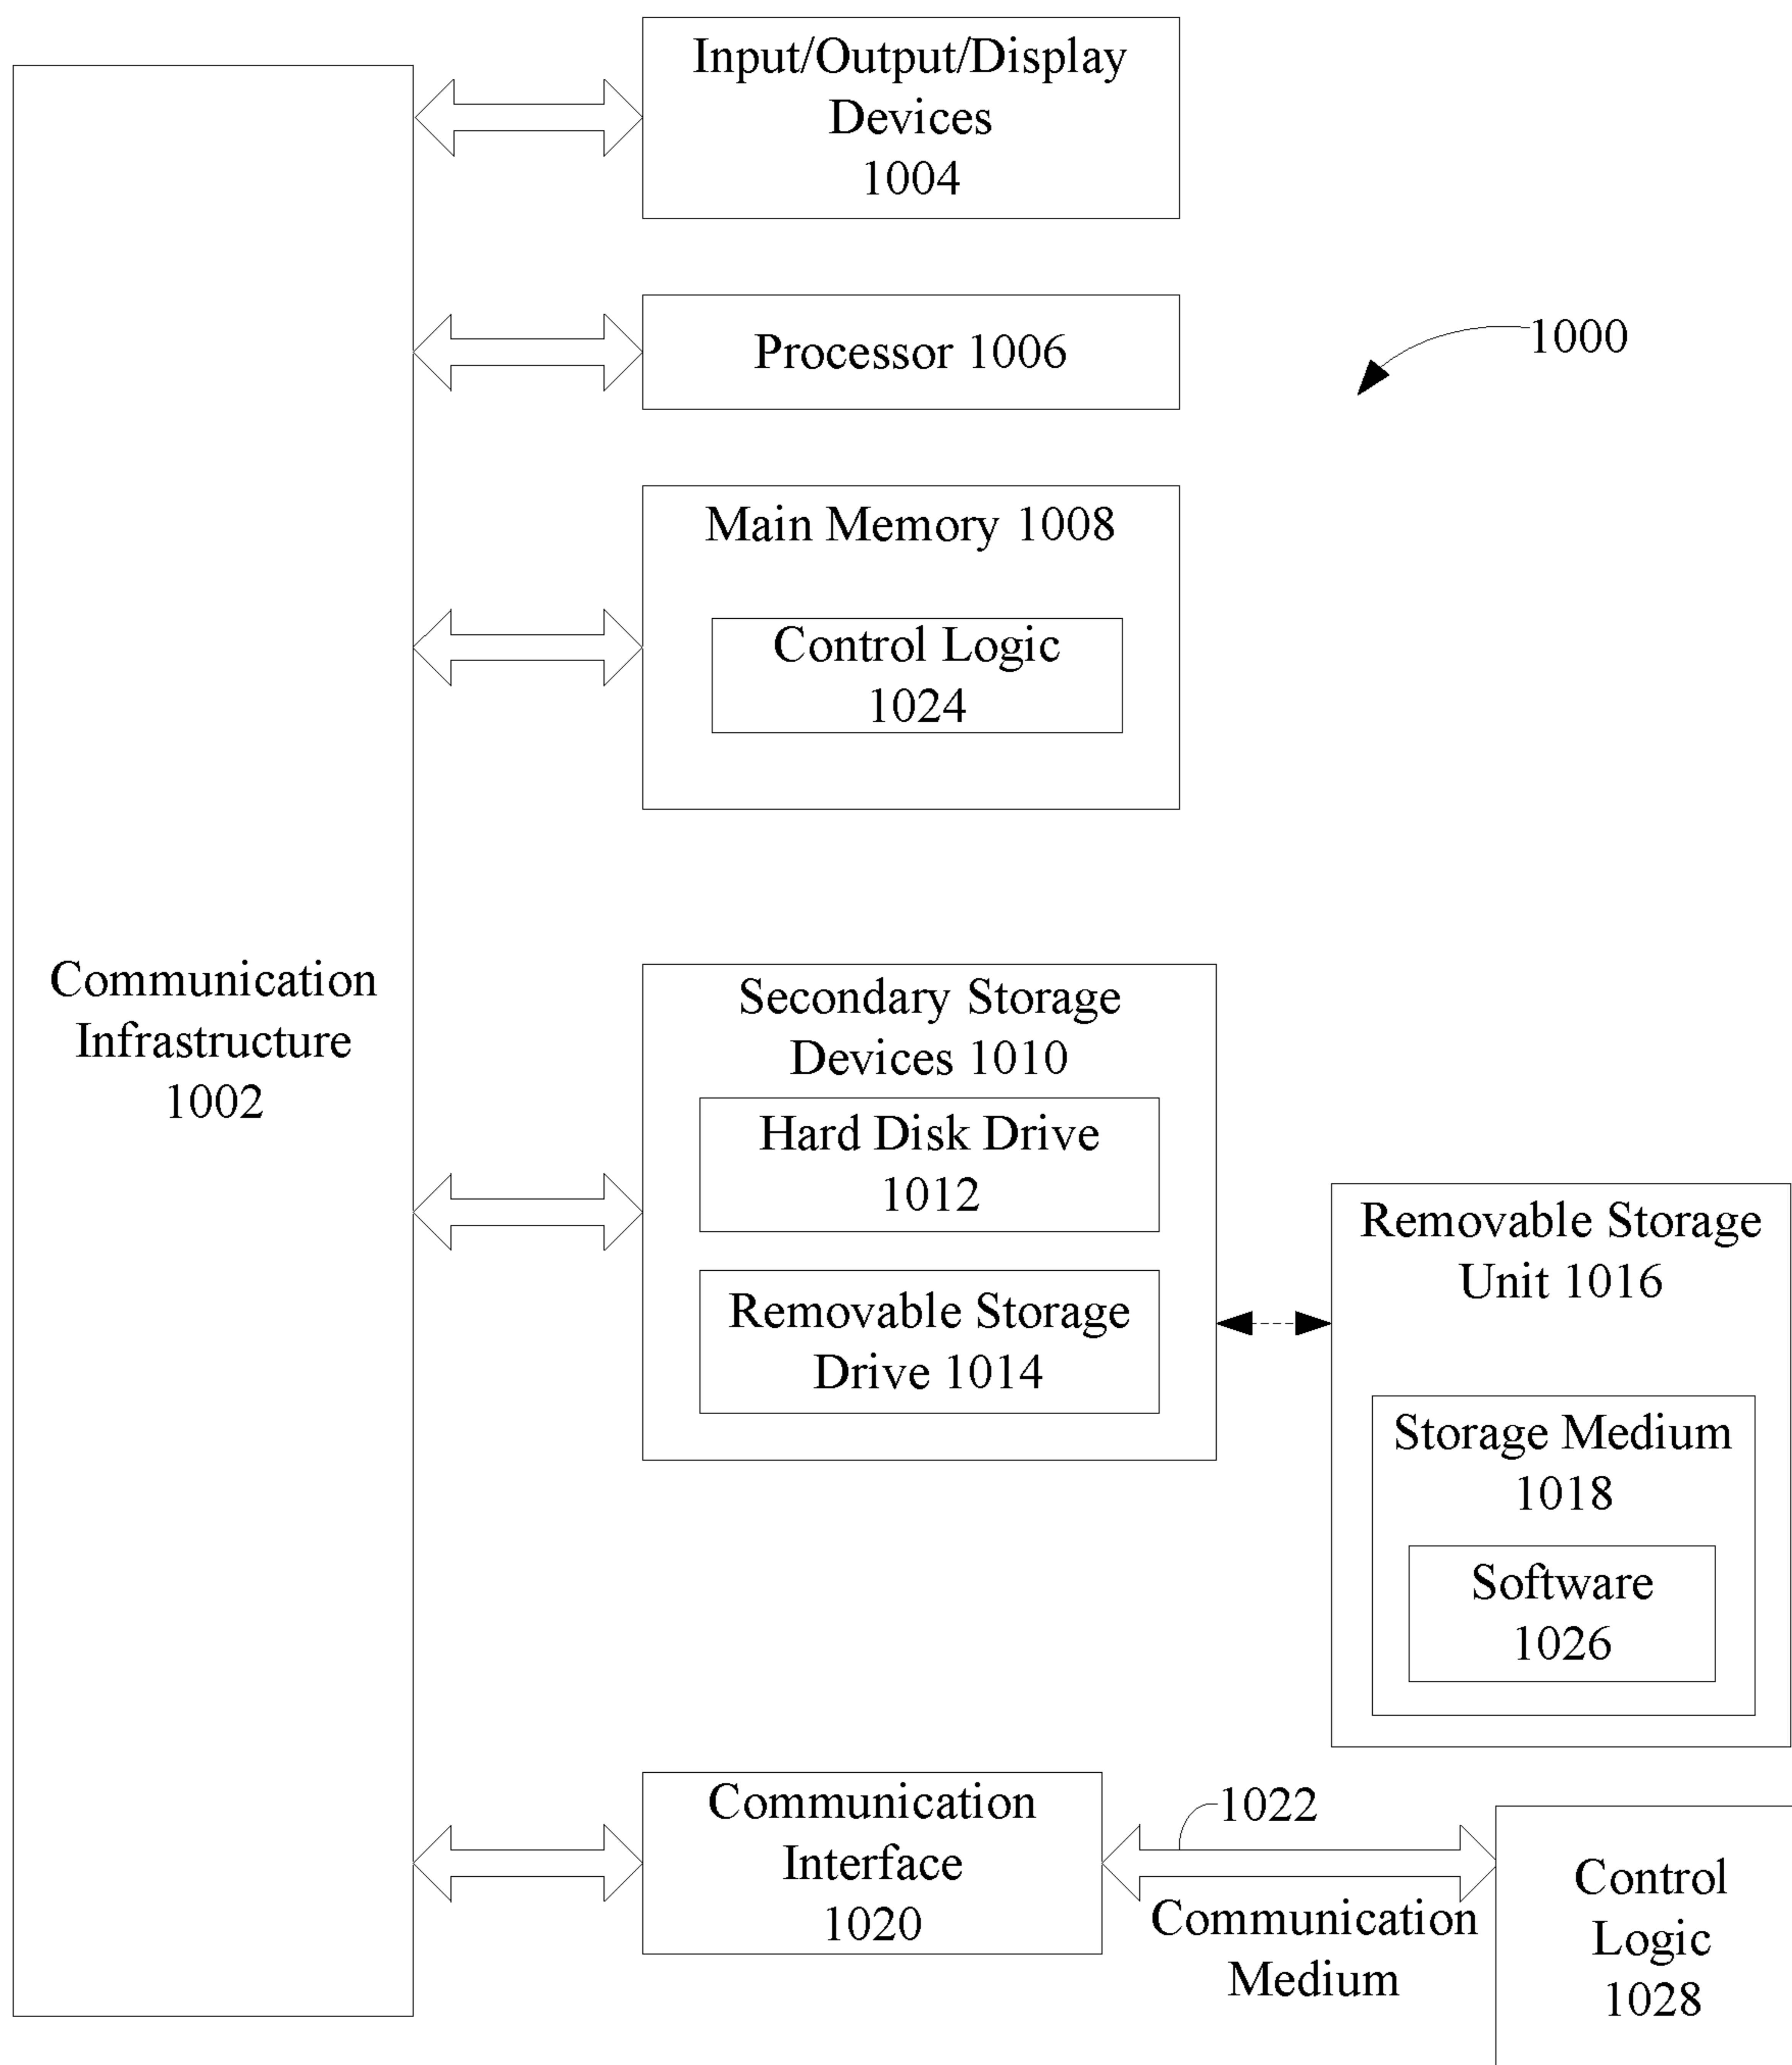 Input/Output/Display
Devices
1004
Processor 1006
1000
Main Memory 1008
Control Logic
1024
Communication
Infrastructure
1002
Secondary Storage
Devices 1010
Hard Disk Drive
1012
Removable Storage
Drive 1014
Removable Storage
Unit 1016
Storage Medium
1018
Software
1026
Communication
Interface
1020
1022
Communication
Medium
Control
Logic
1028